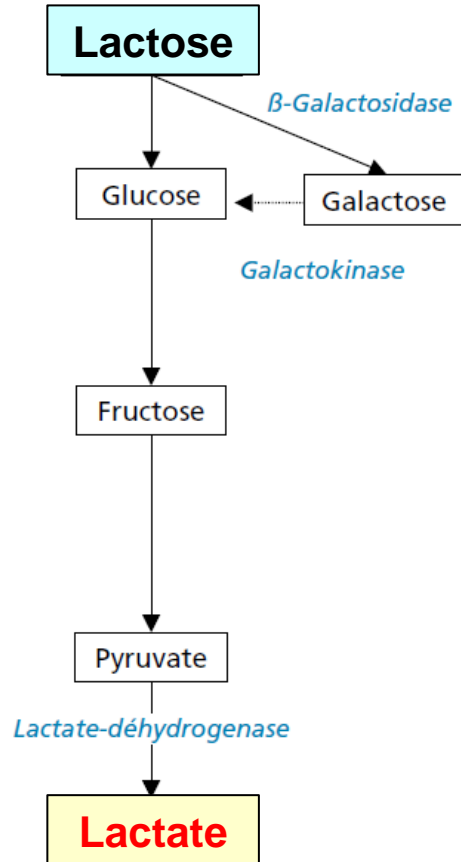 Lactose
ß-Galactosidase
Glucose
Galactose
Galactokinase
Fructose
Pyruvate
Lactate-déhydrogenase
Lactate